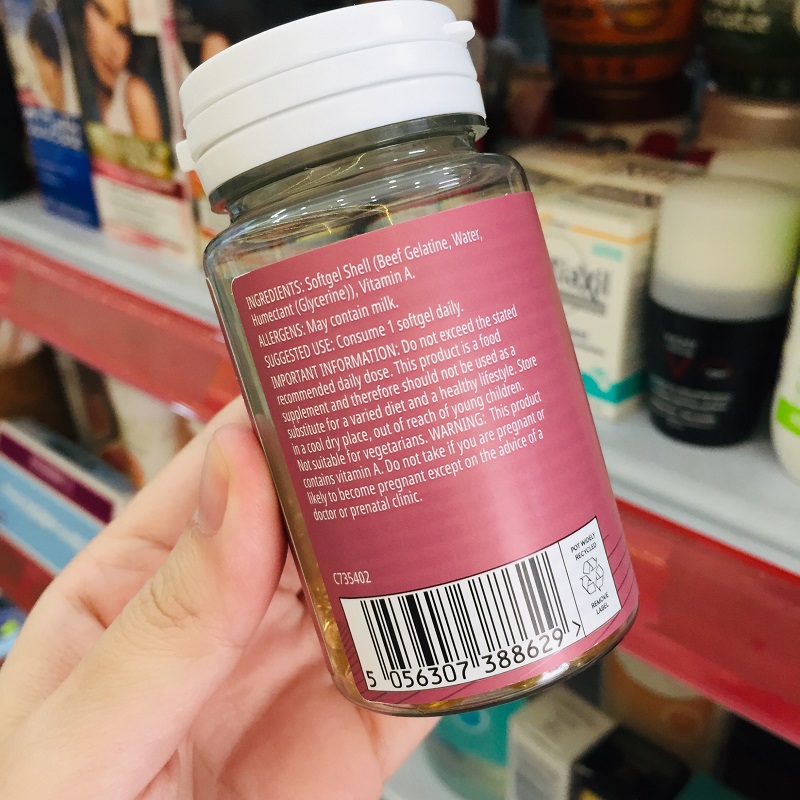 INGREDIENTS: Softgel Shell (Beef Gelatine, Water,
Humectant (Glycerine)), Vitamin A.
ALLERGENS: May contain milk.
SUGGESTED USE: Consume 1 softgel daily.
IMPORTANT INFORMATION: Do not exceed the stated
recommended daily dose. This product is a food
supplement and therefore should not be used as a
substitute for a varied diet and a healthy lifestyle. Store
in a cool dry place, out of reach of young children.
Not suitable for vegetarians. WARNING: This product
contains vitamin A. Do not take if you are pregnant or
likely to become pregnant except on the advice of a
doctor or prenatal clinic.
C735402
POT WIDELY
RECYCLED
REMOVE
LABEL
5 056307 388629 >